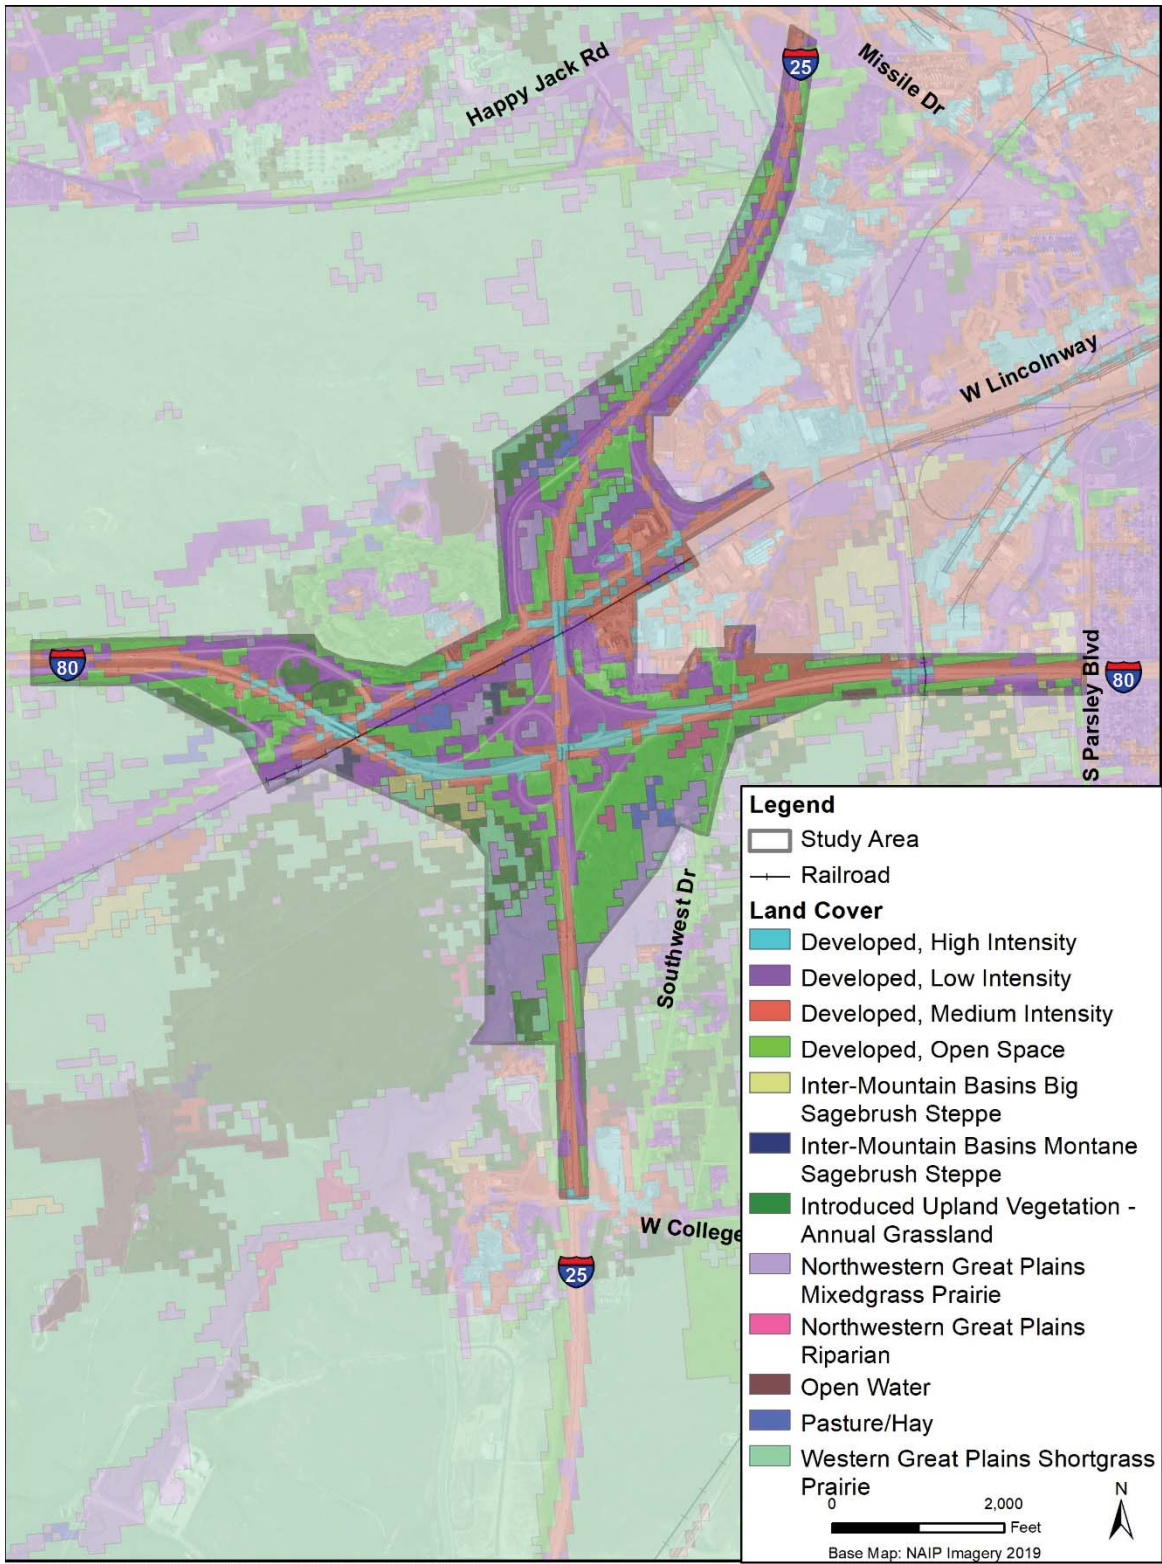 Happy Jack Rd
25
Missile Dr
W Lincolnway
80
S Parsley Blvd
80
Southwest Dr
W College
25
Legend
Study Area
Railroad
Land Cover
Developed, High Intensity
Developed, Low Intensity
Developed, Medium Intensity
Developed, Open Space
Inter-Mountain Basins Big
Sagebrush Steppe
Inter-Mountain Basins Montane
Sagebrush Steppe
Introduced Upland Vegetation -
Annual Grassland
Northwestern Great Plains
Mixedgrass Prairie
Northwestern Great Plains
Riparian
Open Water
Pasture/Hay
Western Great Plains Shortgrass
Prairie
0 2,000
Feet
N
Base Map: NAIP Imagery 2019